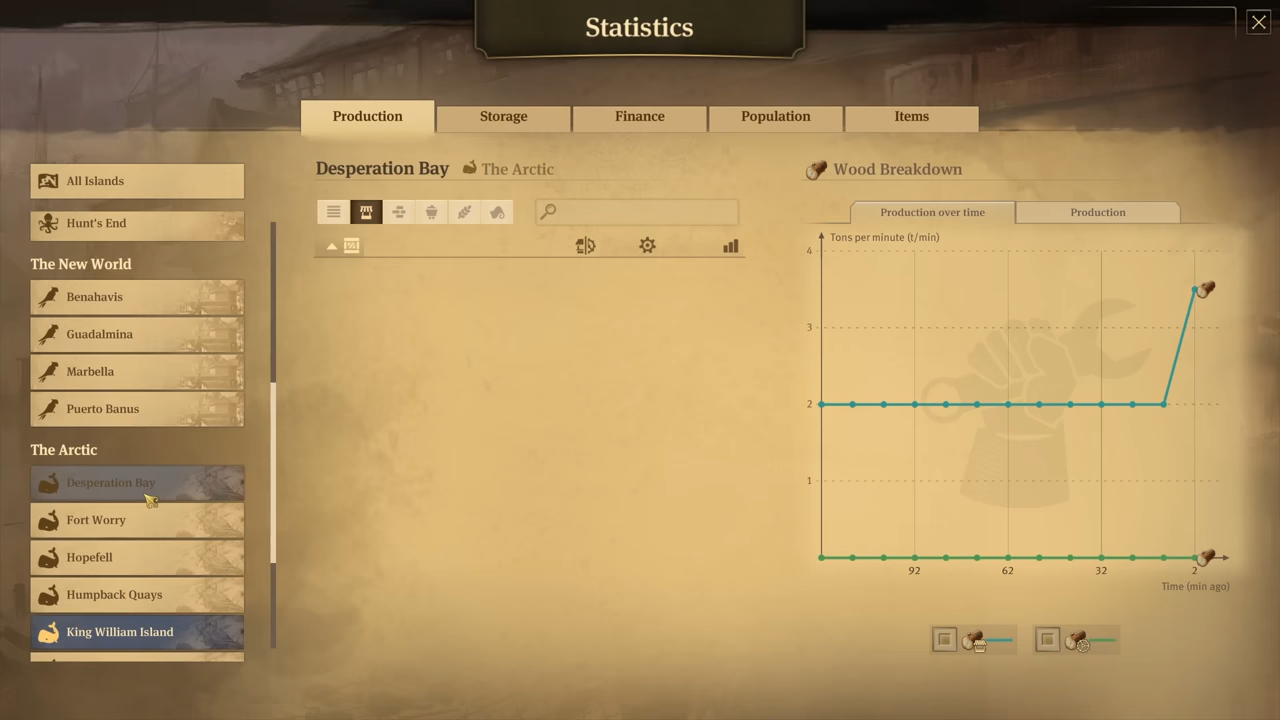 Statistics
Production
Storage
Finance
Population
Items
All Islands
Hunt's End
The New World
Benahavis
Guadalmina
Marbella
Puerto Banus
The Arctic
Desperation Bay
Fort Worry
Hopefell
Humpback Quays
King William Island
Desperation Bay
The Arctic
Wood Breakdown
Production over time
Production
Tons per minute (t/min)
4
3
2
1
92
62
32
2
Time (min ago)